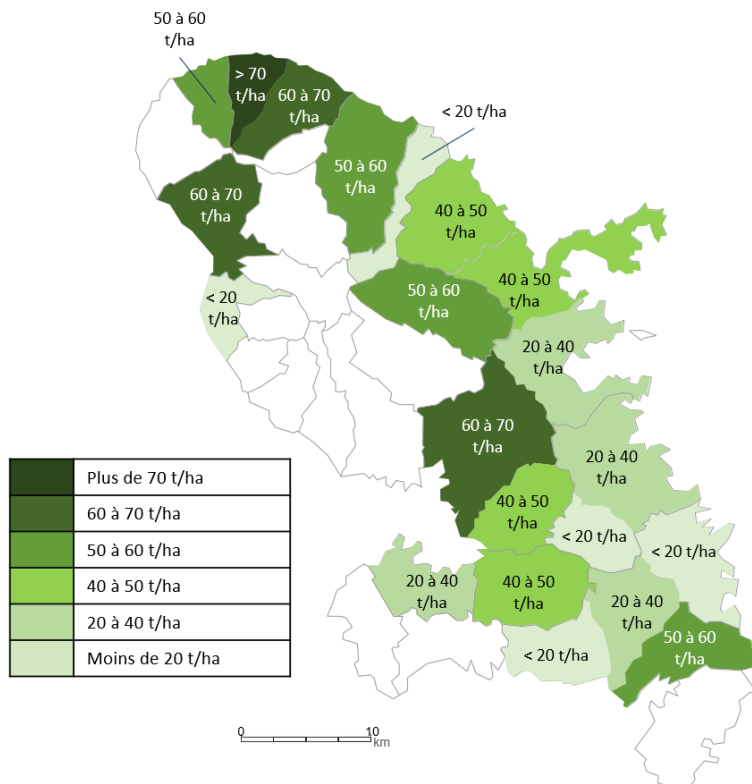 50 à 60
t/ha
> 70
t/ha
60 à 70
t/ha
< 20 t/ha
50 à 60
t/ha
60 à 70
t/ha
40 à 50
t/ha
< 20
t/ha
50 à 60
t/ha
40 à 50
t/ha
20 à 40
t/ha
60 à 70
t/ha
20 à 40
t/ha
40 à 50
t/ha
< 20 t/ha
< 20 t/ha
20 à 40
t/ha
40 à 50
t/ha
20 à 40
t/ha
50 à 60
t/ha
< 20 t/ha
Plus de 70 t/ha
60 à 70 t/ha
50 à 60 t/ha
40 à 50 t/ha
20 à 40 t/ha
Moins de 20 t/ha
0 10
km